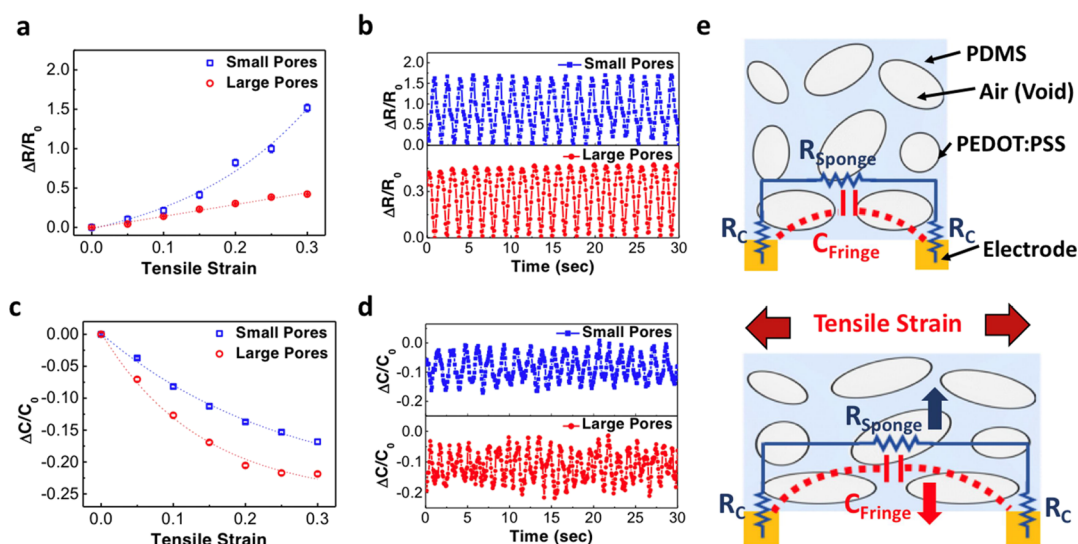 a
Small Pores
Large Pores
2.0
1.5
1.0
0.5
0.0
ΔR/R0
0.0 0.1 0.2 0.3
Tensile Strain
b
Small Pores
2.0
1.5
1.0
0.5
0.0
ΔR/R0
Large Pores
0.3
0.0
ΔR/R0
0 5 10 15 20 25 30
Time (sec)
c
Small Pores
Large Pores
0.00
-0.05
-0.10
-0.15
-0.20
-0.25
ΔC/C0
0.0 0.1 0.2 0.3
Tensile Strain
d
Small Pores
0.0
-0.1
-0.2
ΔC/C0
Large Pores
0.0
-0.1
-0.2
ΔC/C0
0 5 10 15 20 25 30
Time (sec)
e
PDMS
Air (Void)
PEDOT:PSS
RSponge
RC
RC
CFringe
Electrode
Tensile Strain
RSponge
RC
RC
CFringe